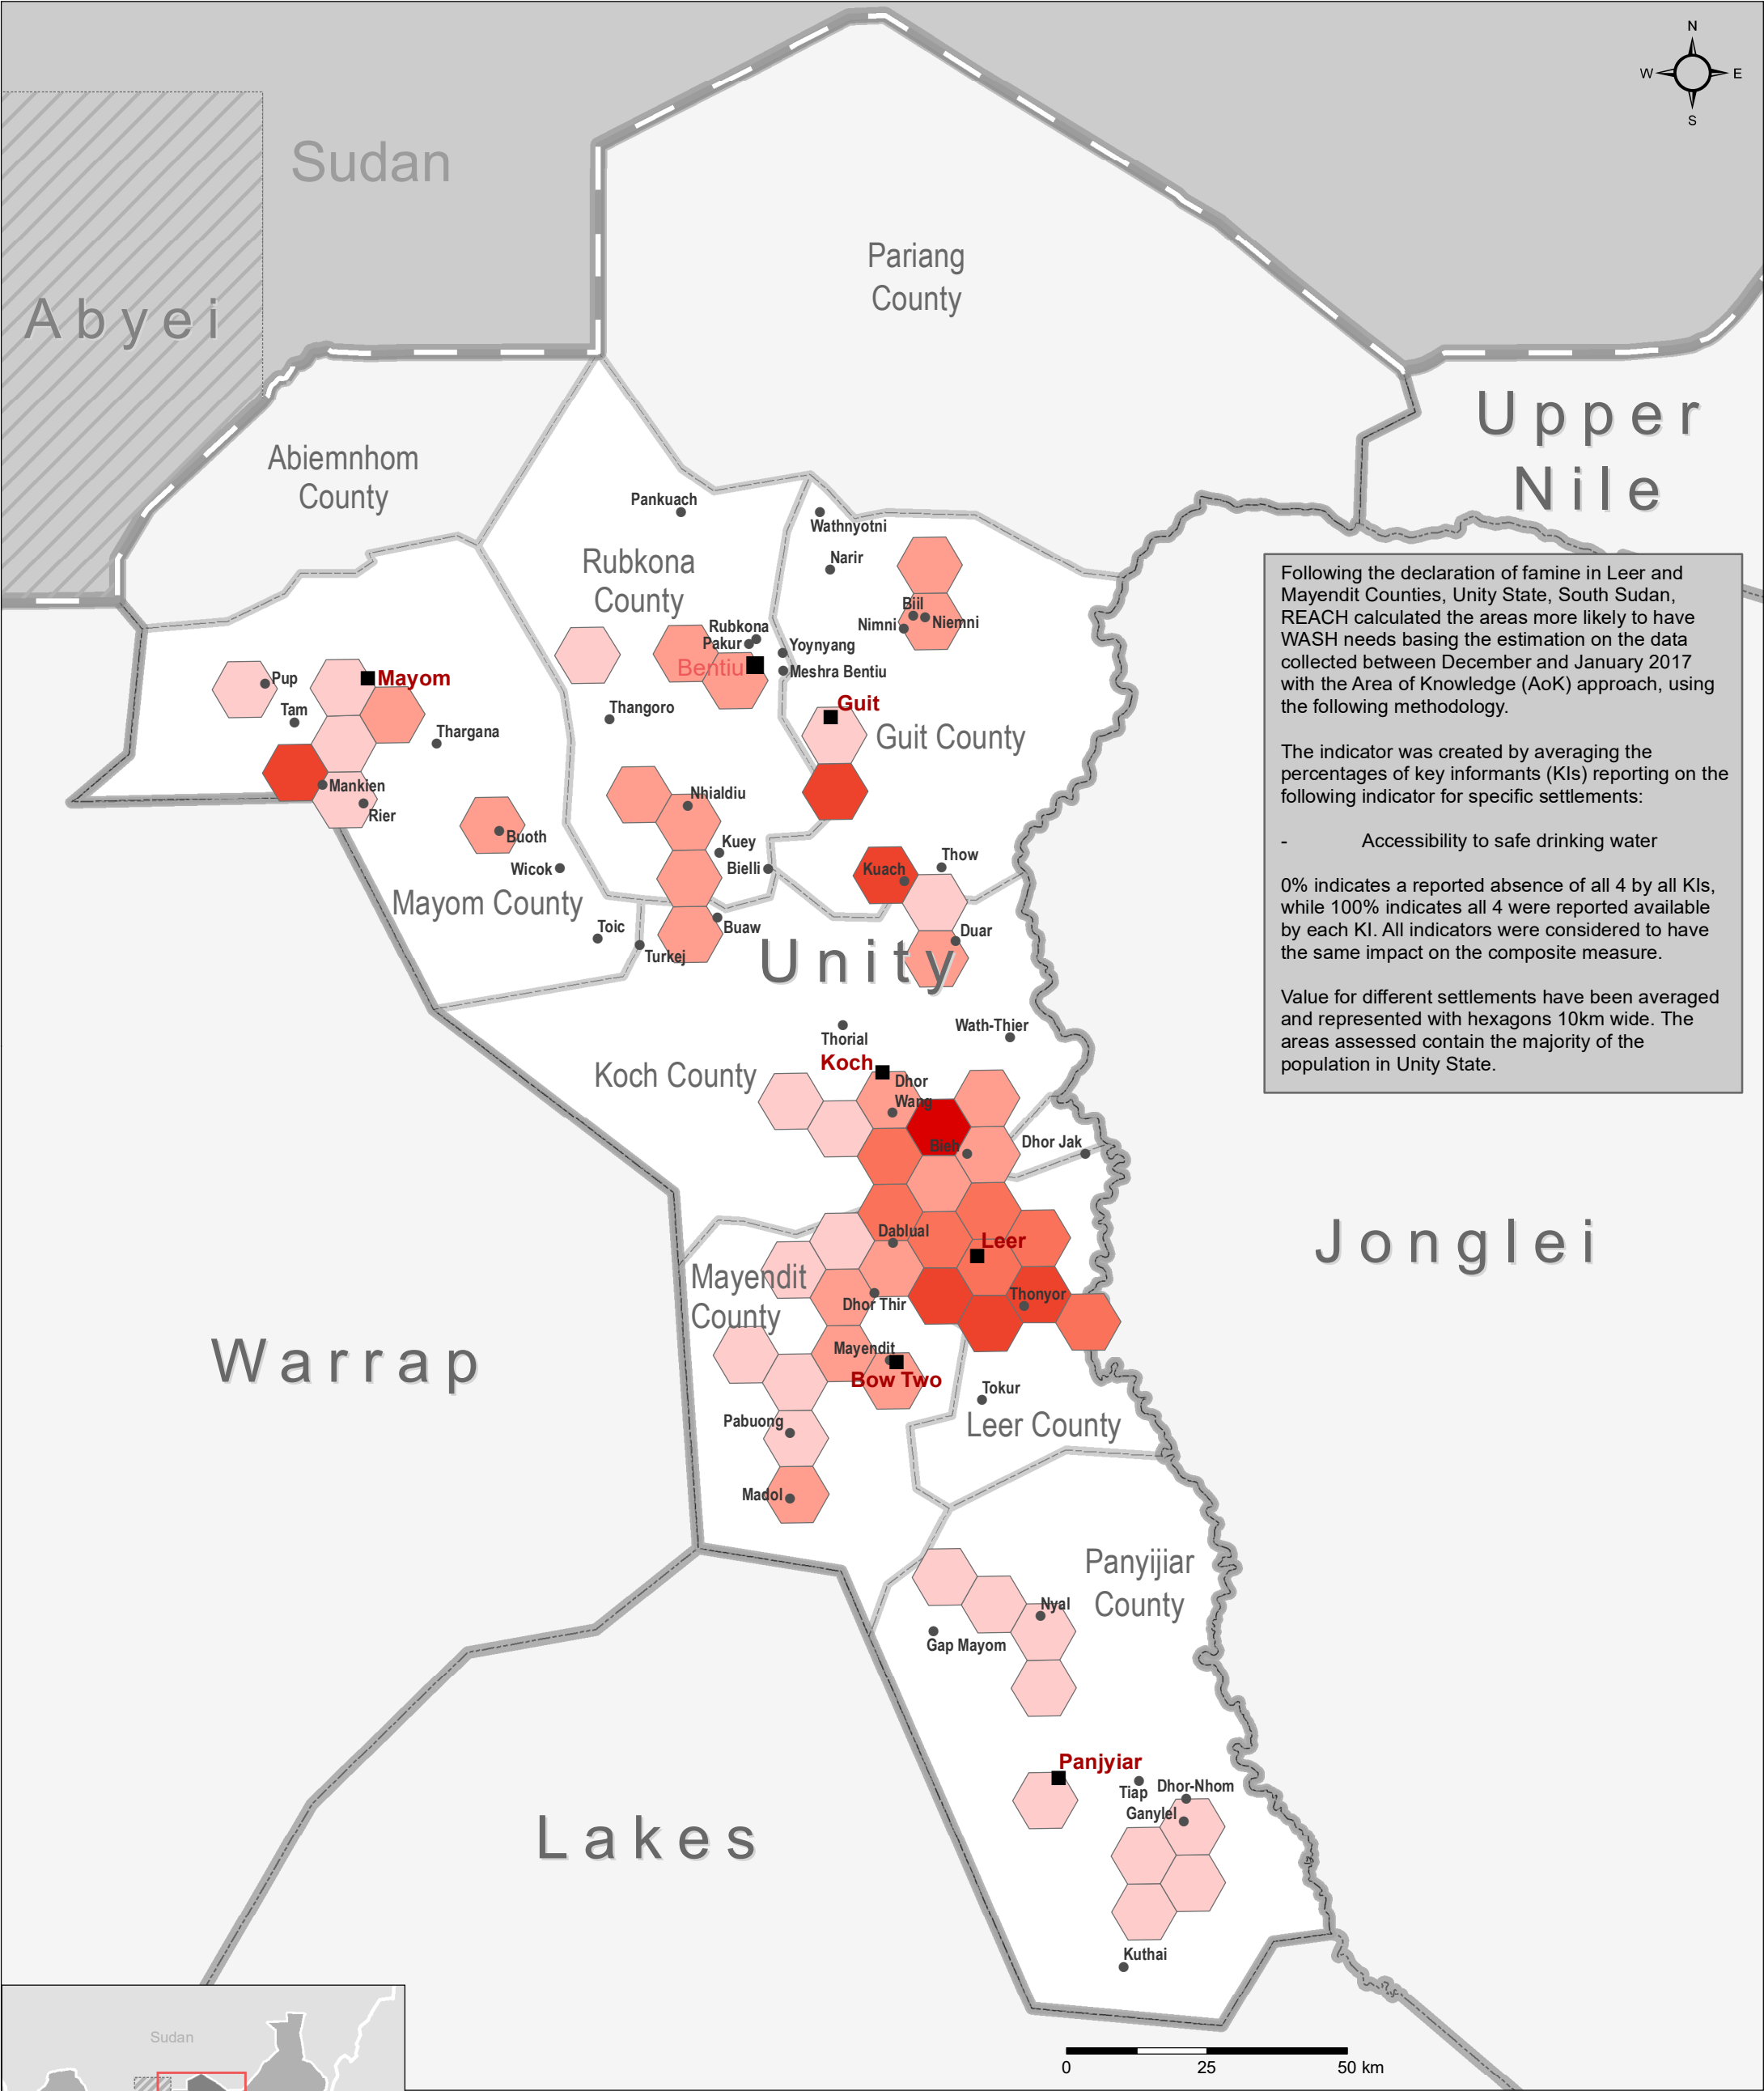 N
W E
S
Sudan
Abyei
Pariang
County
Upper
Nile
Abiemnhom
County
Pankuach
Wathnyotni
Rubkona
County
Narir
Biil
Nimni
Niemni
Rubkona
Pakur
Yoynyang
Bentiu
Meshra Bentiu
Pup
Mayom
Tam
Thargana
Thangoro
Guit
Guit County
Mankien
Rier
Nhialdiu
Buoth
Kuey
Wicok
Bielli
Kuach
Thow
Mayom County
Toic
Buaw
Duar
Turkej
Unity
Thorial
Wath-Thier
Koch
Koch County
Dhor
Wang
Bieh
Dhor Jak
Dablual
Leer
Jonglei
Mayendit
County
Dhor Thir
Thonyor
Warrap
Mayendit
Bow Two
Tokur
Pabuong
Leer County
Madol
Panyijiar
County
Nyal
Gap Mayom
Panjyiar
Tiap
Dhor-Nhom
Ganylel
Lakes
Kuthai
Following the declaration of famine in Leer and
Mayendit Counties, Unity State, South Sudan,
REACH calculated the areas more likely to have
WASH needs basing the estimation on the data
collected between December and January 2017
with the Area of Knowledge (AoK) approach, using
the following methodology.
The indicator was created by averaging the
percentages of key informants (KIs) reporting on the
following indicator for specific settlements:
- Accessibility to safe drinking water
0% indicates a reported absence of all 4 by all KIs,
while 100% indicates all 4 were reported available
by each KI. All indicators were considered to have
the same impact on the composite measure.
Value for different settlements have been averaged
and represented with hexagons 10km wide. The
areas assessed contain the majority of the
population in Unity State.
Sudan
0 25 50 km